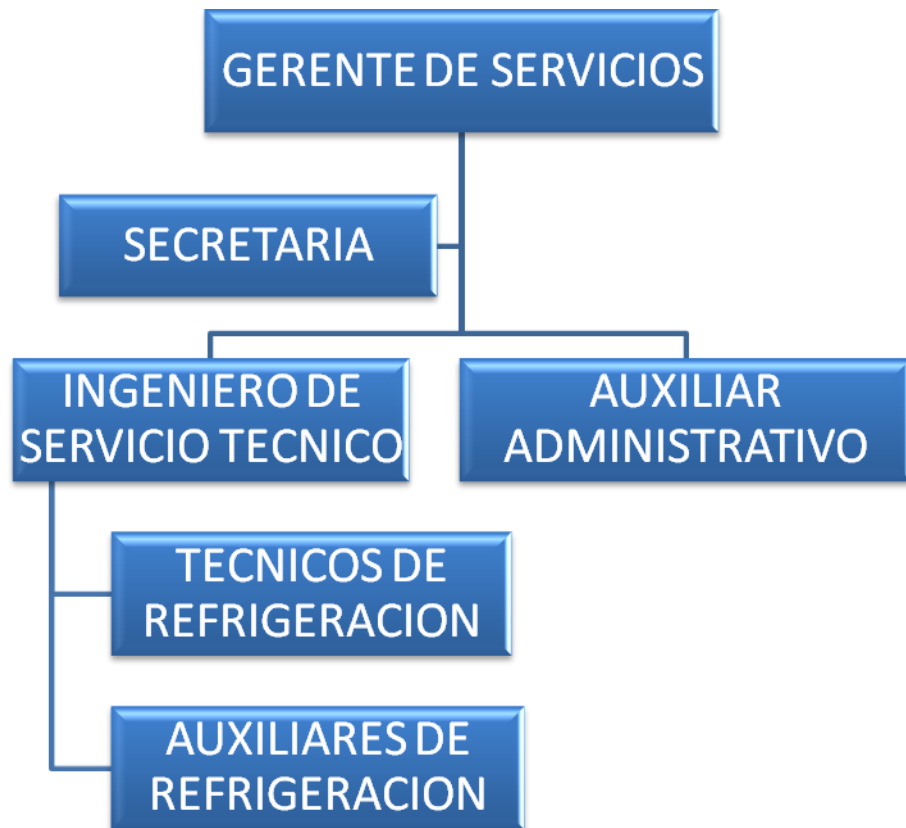 GERENTE DE SERVICIOS
SECRETARIA
INGENIERO DE
SERVICIO TECNICO
AUXILIAR
ADMINISTRATIVO
TECNICOS DE
REFRIGERACION
AUXILIARES DE
REFRIGERACION